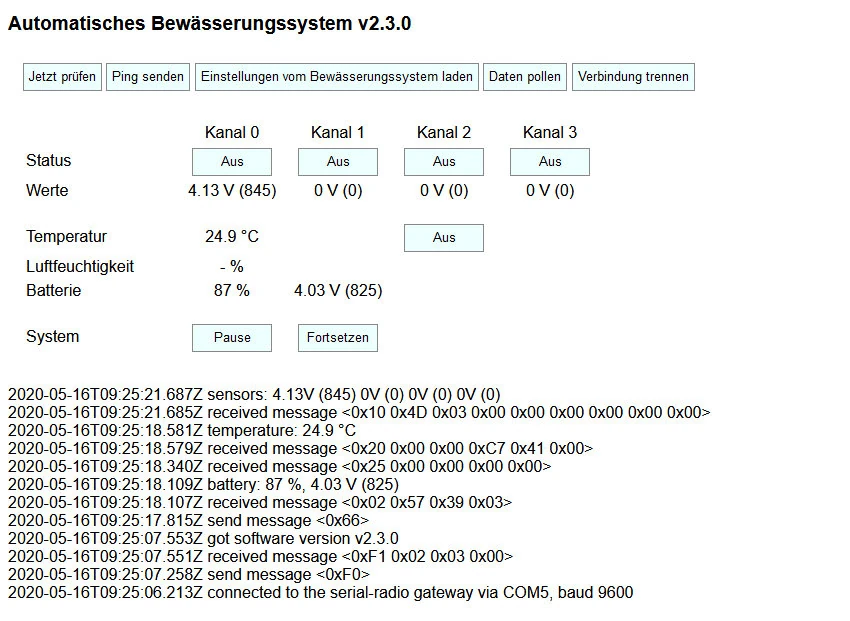 Automatisches Bewässerungssystem v2.3.0
Jetzt prüfen Ping senden Einstellungen vom Bewässerungssystem laden Daten pollen Verbindung trennen
Kanal 0 Kanal 1 Kanal 2 Kanal 3
Status Aus Aus Aus Aus
Werte 4.13 V (845) 0 V (0) 0 V (0) 0 V (0)
Temperatur 24.9 °C Aus
Luftfeuchtigkeit - %
Batterie 87 % 4.03 V (825)
System Pause Fortsetzen
2020-05-16T09:25:21.687Z sensors: 4.13V (845) 0V (0) 0V (0) 0V (0)
2020-05-16T09:25:21.685Z received message <0x10 0x4D 0x03 0x00 0x00 0x00 0x00 0x00 0x00>
2020-05-16T09:25:18.581Z temperature: 24.9 °C
2020-05-16T09:25:18.579Z received message <0x20 0x00 0x00 0xC7 0x41 0x00>
2020-05-16T09:25:18.340Z received message <0x25 0x00 0x00 0x00 0x00>
2020-05-16T09:25:18.109Z battery: 87 %, 4.03 V (825)
2020-05-16T09:25:18.107Z received message <0x02 0x57 0x39 0x03>
2020-05-16T09:25:17.815Z send message <0x66>
2020-05-16T09:25:07.553Z got software version v2.3.0
2020-05-16T09:25:07.551Z received message <0xF1 0x02 0x03 0x00>
2020-05-16T09:25:07.258Z send message <0xF0>
2020-05-16T09:25:06.213Z connected to the serial-radio gateway via COM5, baud 9600